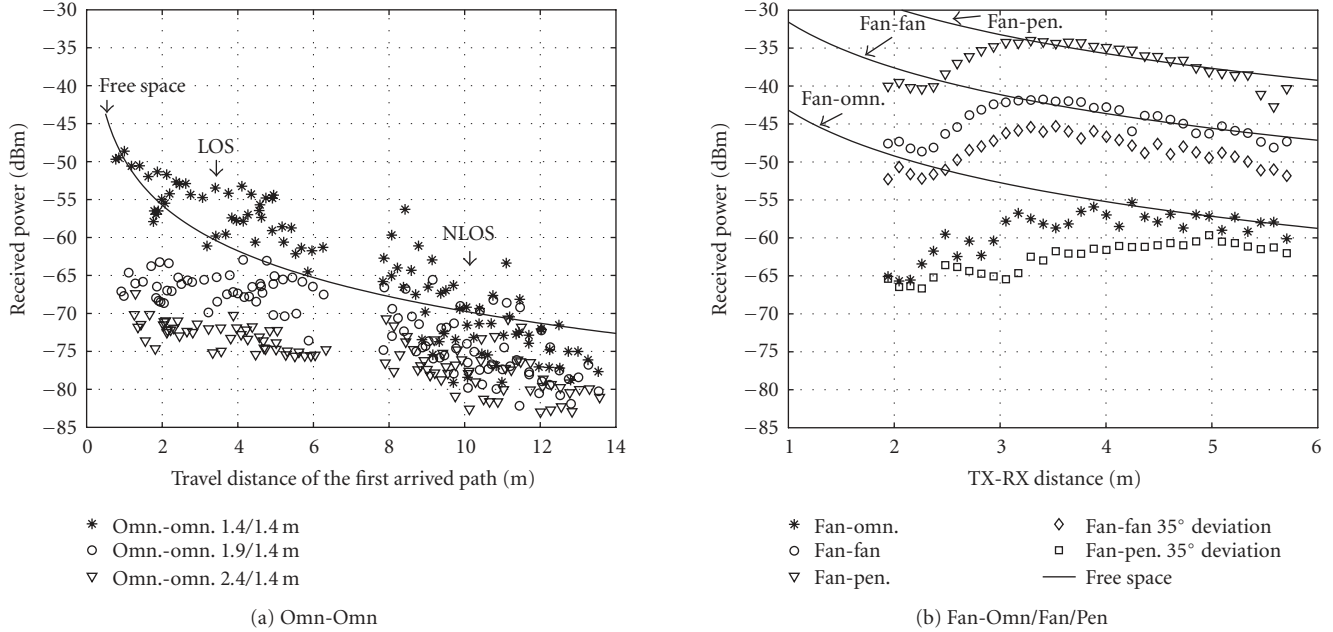 Received power (dBm)
−30
−35
−40
−45
−50
−55
−60
−65
−70
−75
−80
−85
Free space
LOS
NLOS
0 2 4 6 8 10 12 14
Travel distance of the first arrived path (m)
Omn.-omn. 1.4/1.4 m
Omn.-omn. 1.9/1.4 m
Omn.-omn. 2.4/1.4 m
(a) Omn-Omn
Received power (dBm)
−30
−35
−40
−45
−50
−55
−60
−65
−70
−75
−80
−85
Fan-pen.
Fan-fan
Fan-omn.
1 2 3 4 5 6
TX-RX distance (m)
Fan-omn.
Fan-fan
Fan-pen.
Fan-fan 35° deviation
Fan-pen. 35° deviation
Free space
(b) Fan-Omn/Fan/Pen